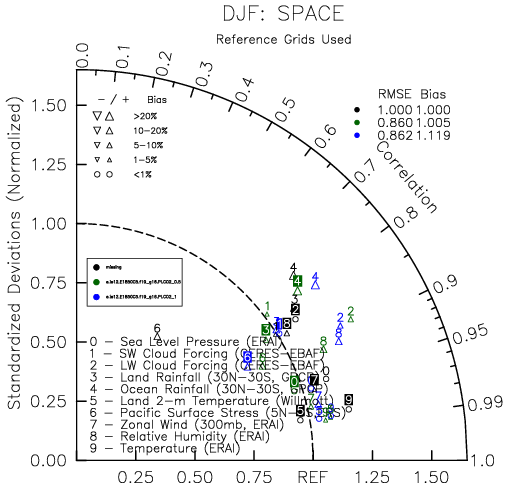 DJF: SPACE
Reference Grids Used
0.0 0.1 0.2 0.3 0.4 0.5 0.6 0.7 0.8 0.9 0.95 0.99 1.0
Correlation
RMSE Bias
1.000 1.000
0.860 1.005
0.862 1.119
− / + Bias
>20%
10−20%
5−10%
1−5%
<1%
Standardized Deviations (Normalized)
1.50
1.25
1.00
0.75
0.50
0.25
0.00
missing
0 − Sea Level Pressure (ERAI)
1 − SW Cloud Forcing (CERES−EBAF)
2 − LW Cloud Forcing (CERES−EBAF)
3 − Land Rainfall (30N−30S, GPCP)
4 − Ocean Rainfall (30N−30S, GPCP)
5 − Land 2−m Temperature (Willmott)
6 − Pacific Surface Stress (5N−5S,ERS)
7 − Zonal Wind (300mb, ERAI)
8 − Relative Humidity (ERAI)
9 − Temperature (ERAI)
0.25 0.50 0.75 REF 1.25 1.50